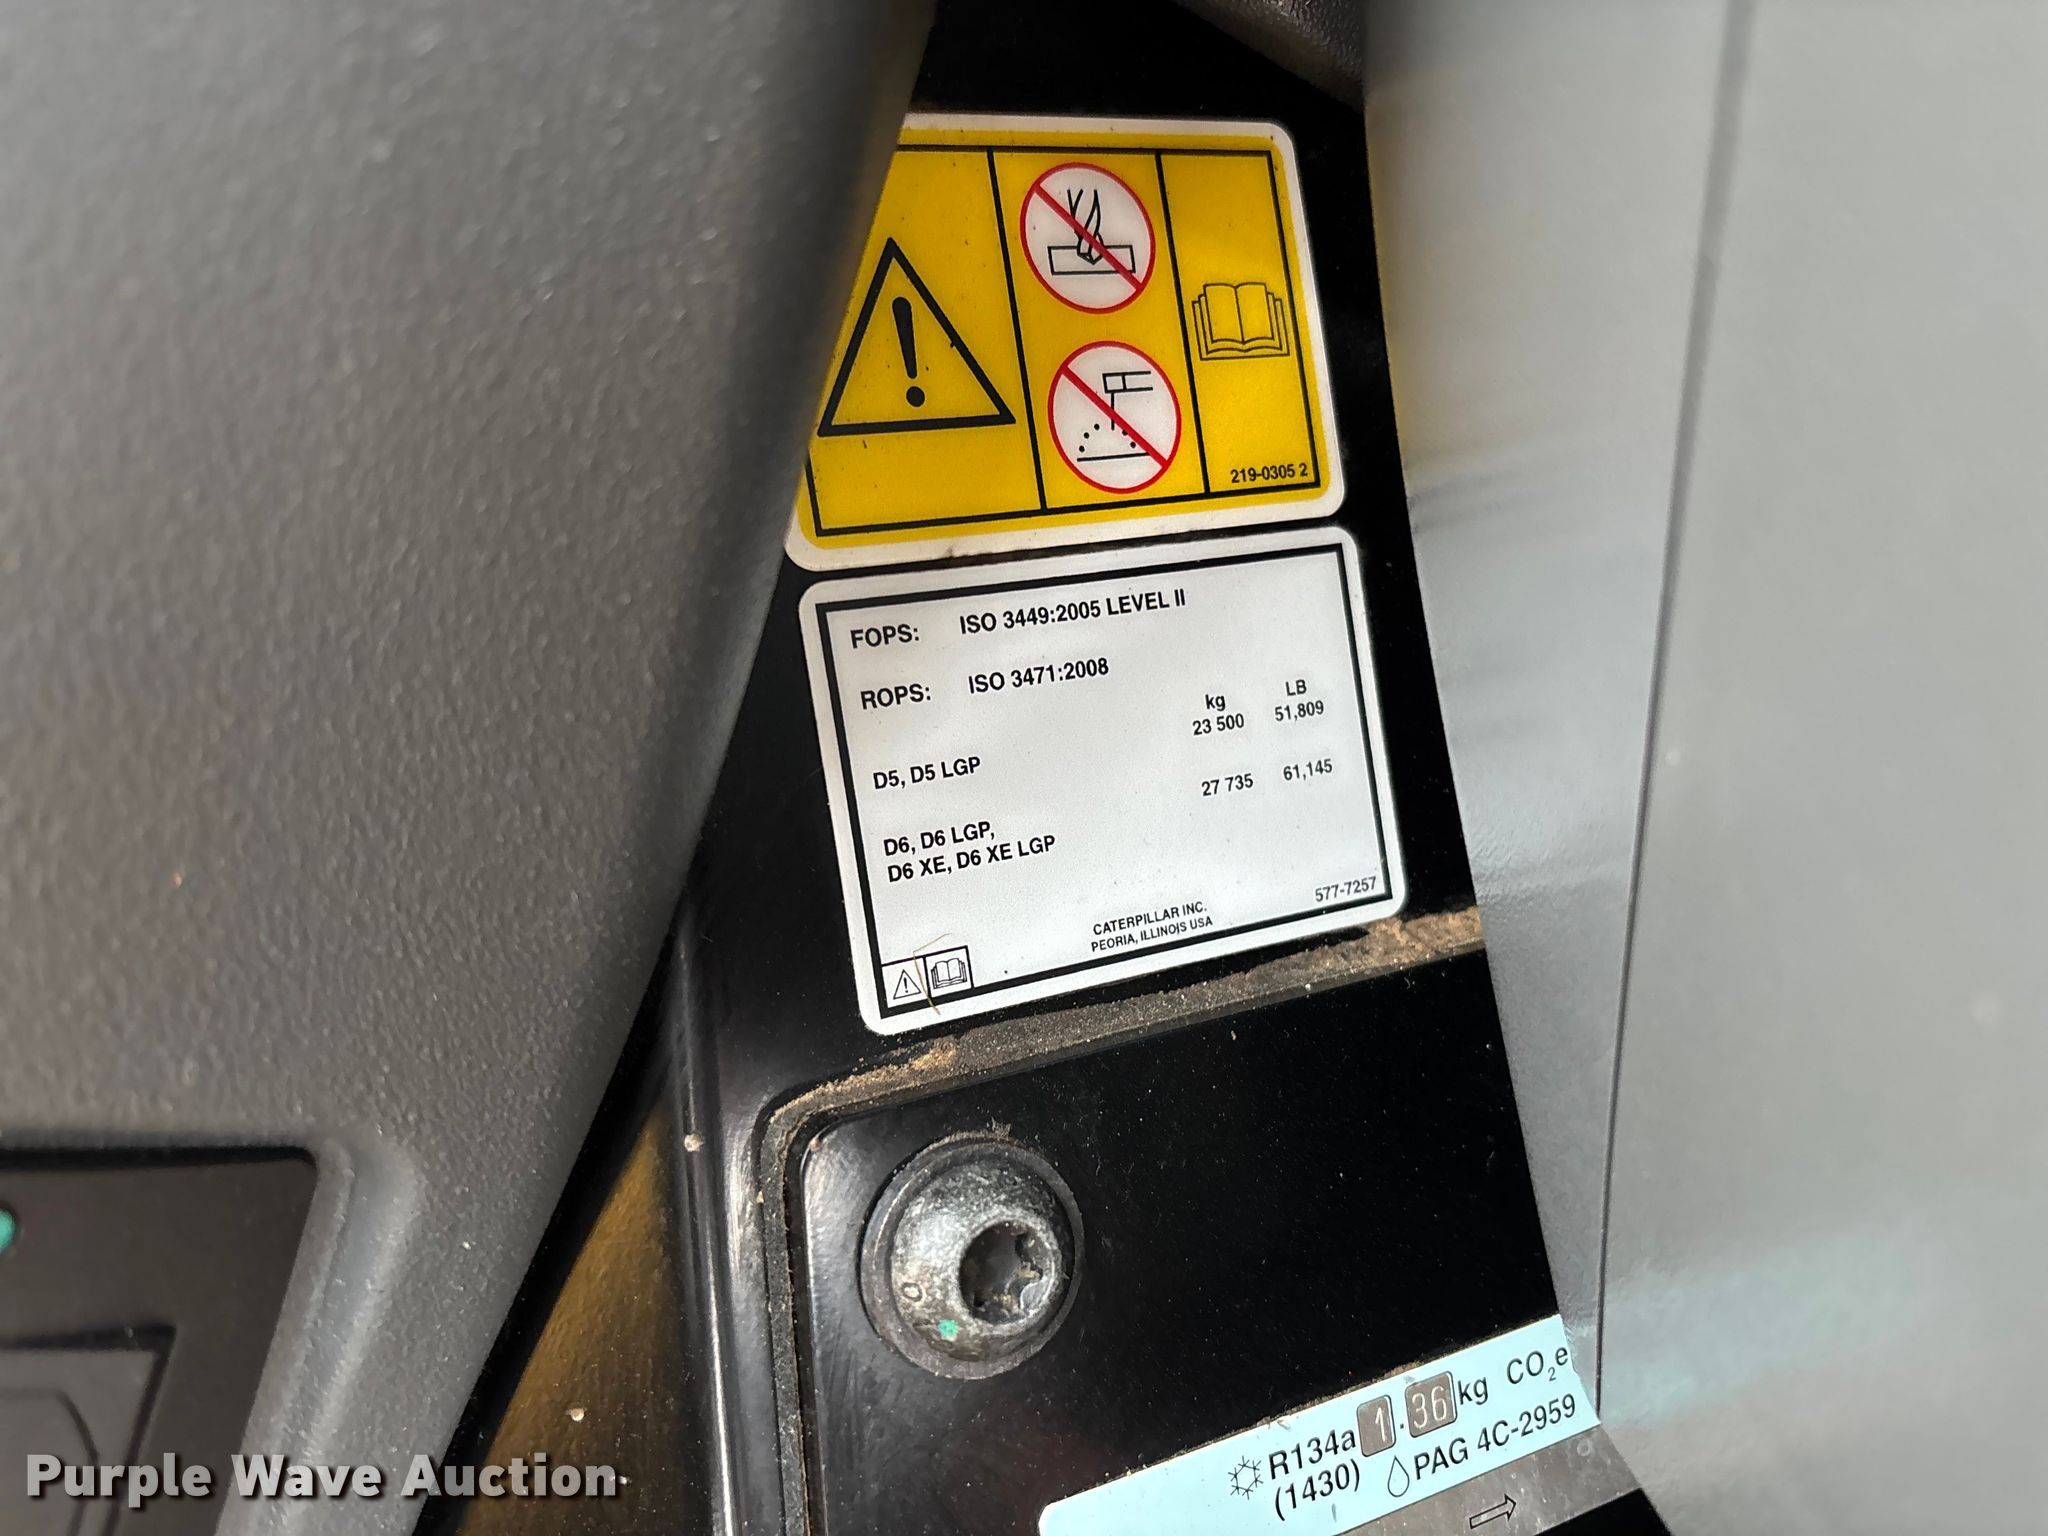 219-0305 2
FOPS: ISO 3449:2005 LEVEL II
ROPS: ISO 3471:2008
kg LB
23 500 51,809
D5, D5 LGP
27 735 61,145
D6, D6 LGP,
D6 XE, D6 XE LGP
577-7257
CATERPILLAR INC.
PEORIA, ILLINOIS USA
R134a 1.36 kg CO2e
(1430) PAG 4C-2959
Purple Wave Auction